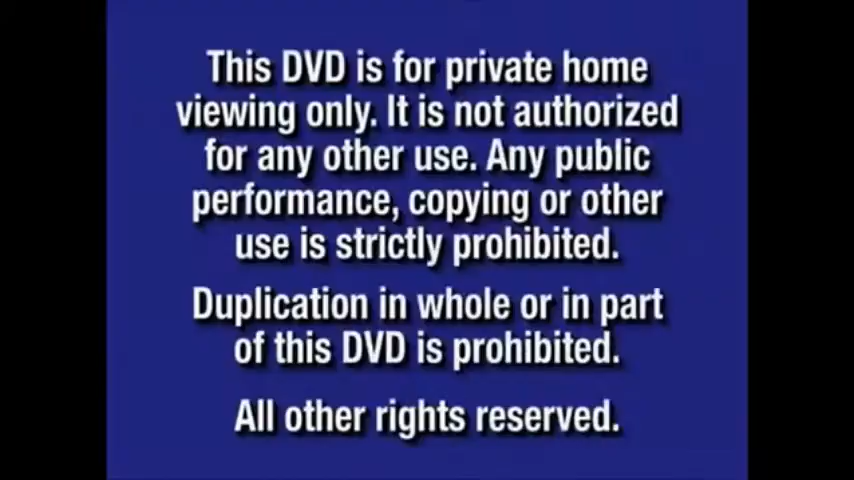 This DVD is for private home
viewing only. It is not authorized
for any other use. Any public
performance, copying or other
use is strictly prohibited.
Duplication in whole or in part
of this DVD is prohibited.
All other rights reserved.